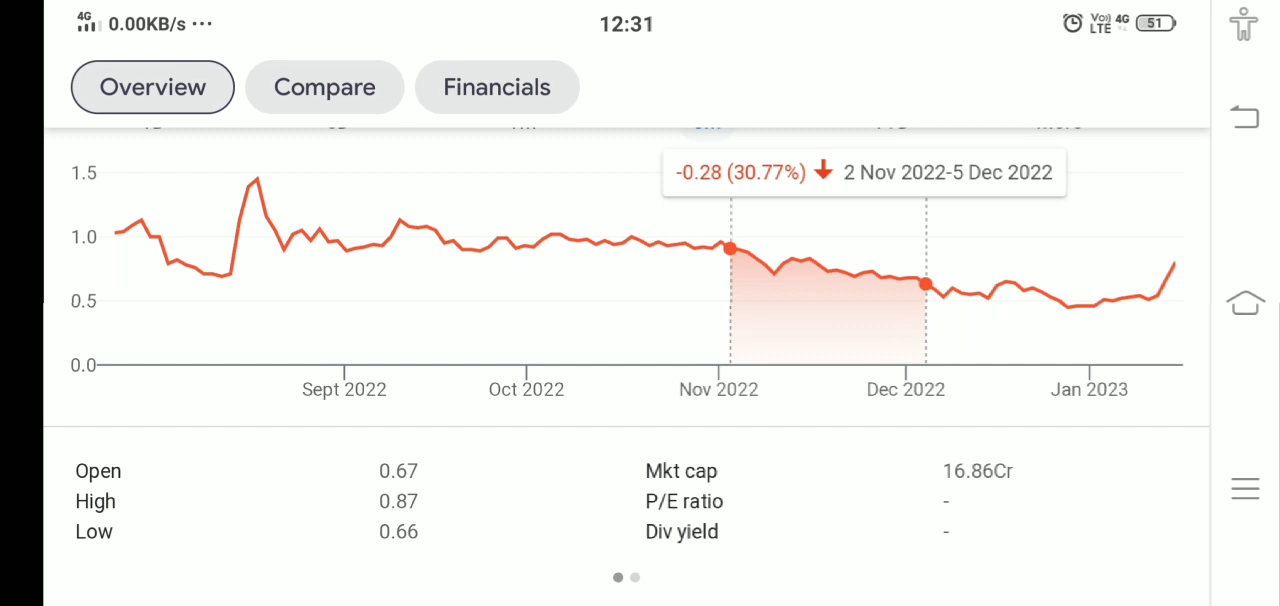 4G 0.00KB/s ··· 12:31 Vo)) LTE 4G 51
Overview Compare Financials
-0.28 (30.77%) 2 Nov 2022-5 Dec 2022
1.5
1.0
0.5
0.0
Sept 2022 Oct 2022 Nov 2022 Dec 2022 Jan 2023
Open 0.67 Mkt cap 16.86Cr
High 0.87 P/E ratio -
Low 0.66 Div yield -